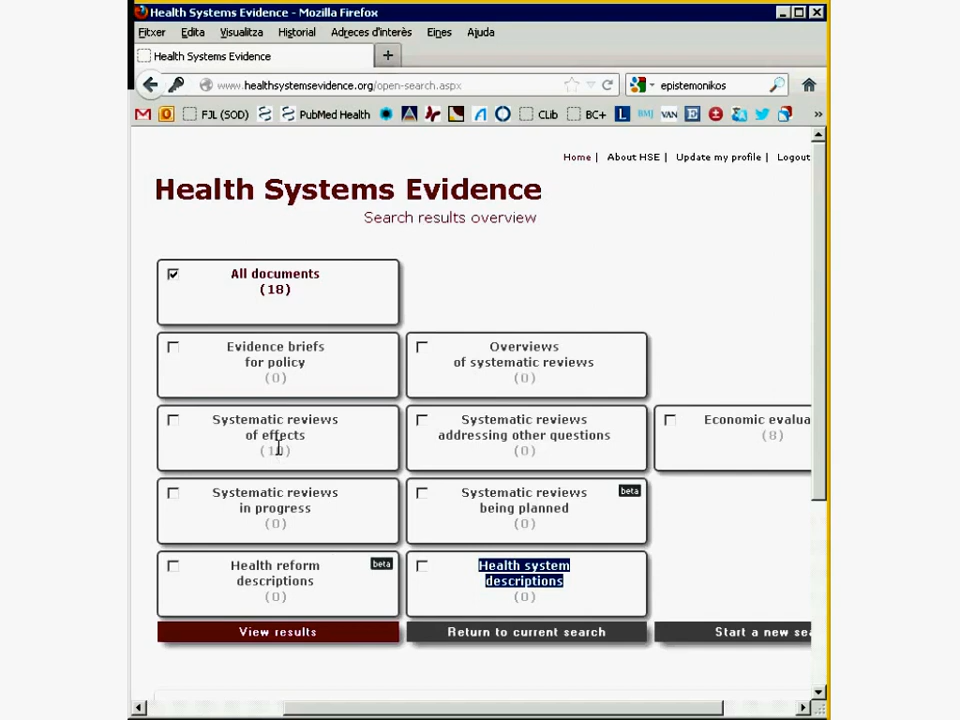 Health Systems Evidence - Mozilla Firefox
Fitxer Edita Visualitza Historial Adreces d'interès Eines Ajuda
Health Systems Evidence
www.healthsystemsevidence.org/open-search.aspx
epistemonikos
FJL (SOD) PubMed Health CLib BC+ L BMJ VAN E
Home | About HSE | Update my profile | Logout
Health Systems Evidence
Search results overview
All documents
(18)
Evidence briefs
for policy
(0)
Overviews
of systematic reviews
(0)
Systematic reviews
of effects
Systematic reviews
addressing other questions
(0)
Economic evalua
(8)
Systematic reviews
in progress
(0)
Systematic reviews
being planned
(0)
beta
Health reform
descriptions
(0)
beta
Health system
descriptions
(0)
View results
Return to current search
Start a new sea